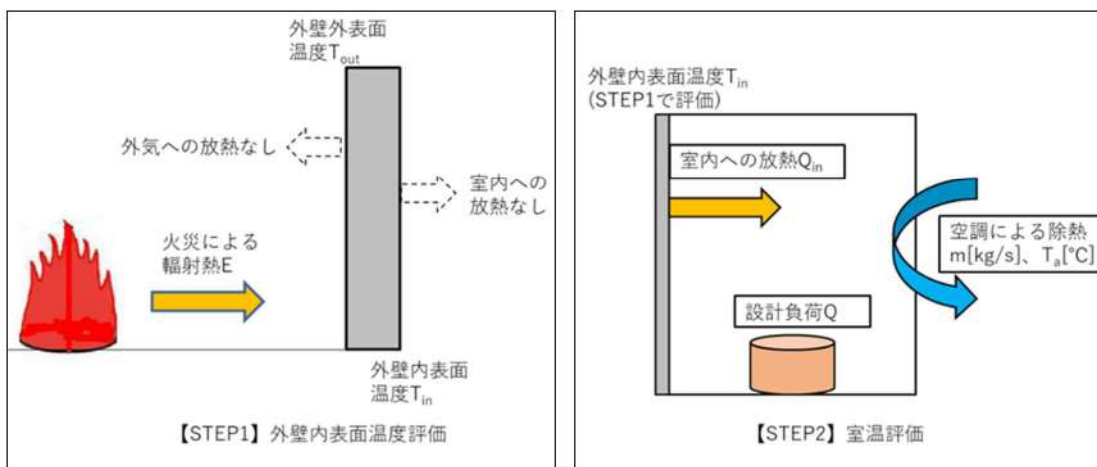 外壁外表面
温度Tout
外気への放熱なし
室内への
放熱なし
火災による
輻射熱E
外壁内表面
温度Tin
【STEP1】外壁内表面温度評価
外壁内表面温度Tin
(STEP1で評価)
室内への放熱Qin
空調による除熱
m[kg/s]、Ta[°C]
設計負荷Q
【STEP2】室温評価